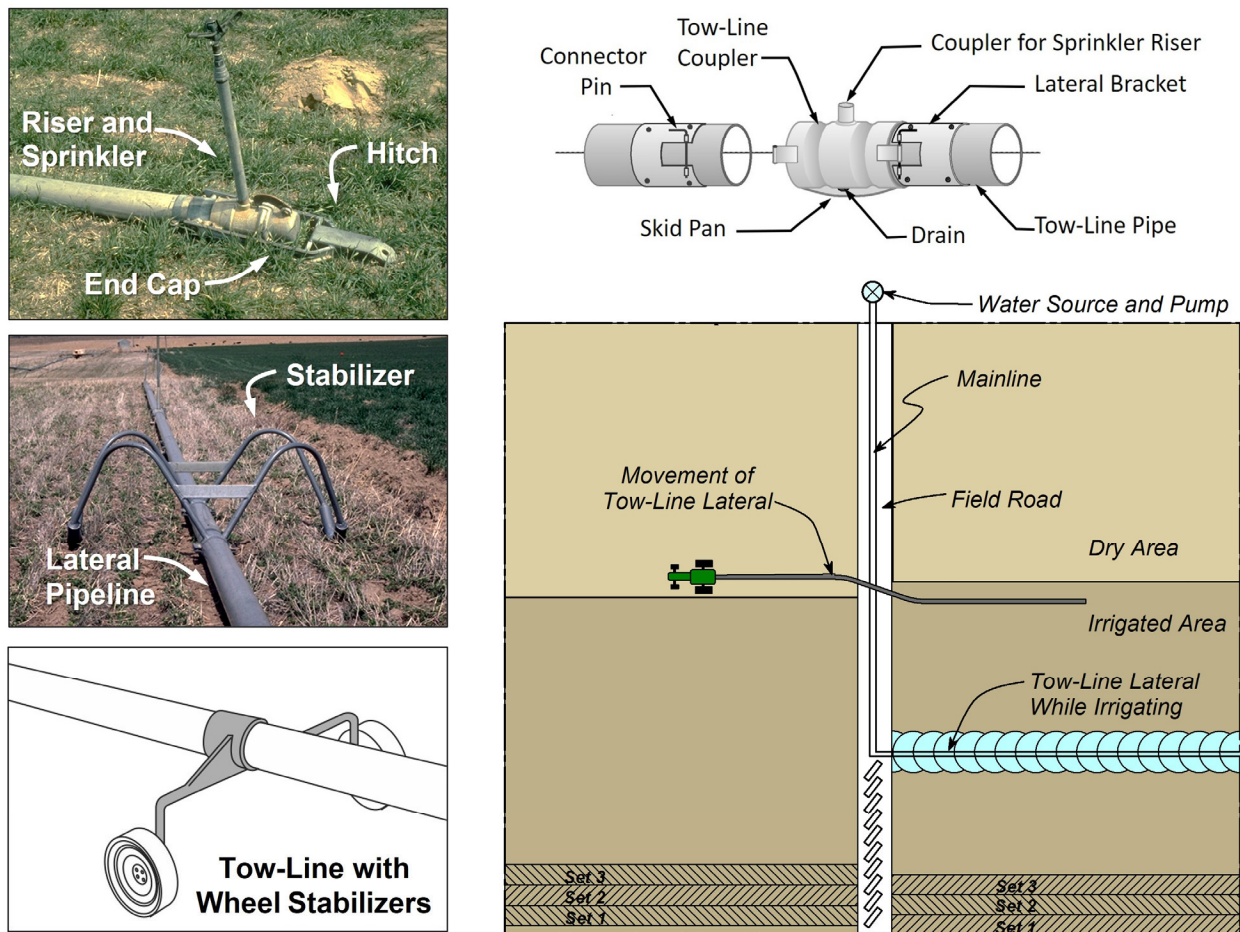 Riser and
Sprinkler
Hitch
End Cap
Stabilizer
Lateral
Pipeline
Tow-Line with
Wheel Stabilizers
Tow-Line
Coupler
Coupler for Sprinkler Riser
Connector
Pin
Lateral Bracket
Skid Pan
Drain
Tow-Line Pipe
Water Source and Pump
Mainline
Movement of
Tow-Line Lateral
Field Road
Dry Area
Irrigated Area
Tow-Line Lateral
While Irrigating
Set 3
Set 2
Set 1
Set 3
Set 2
Set 1